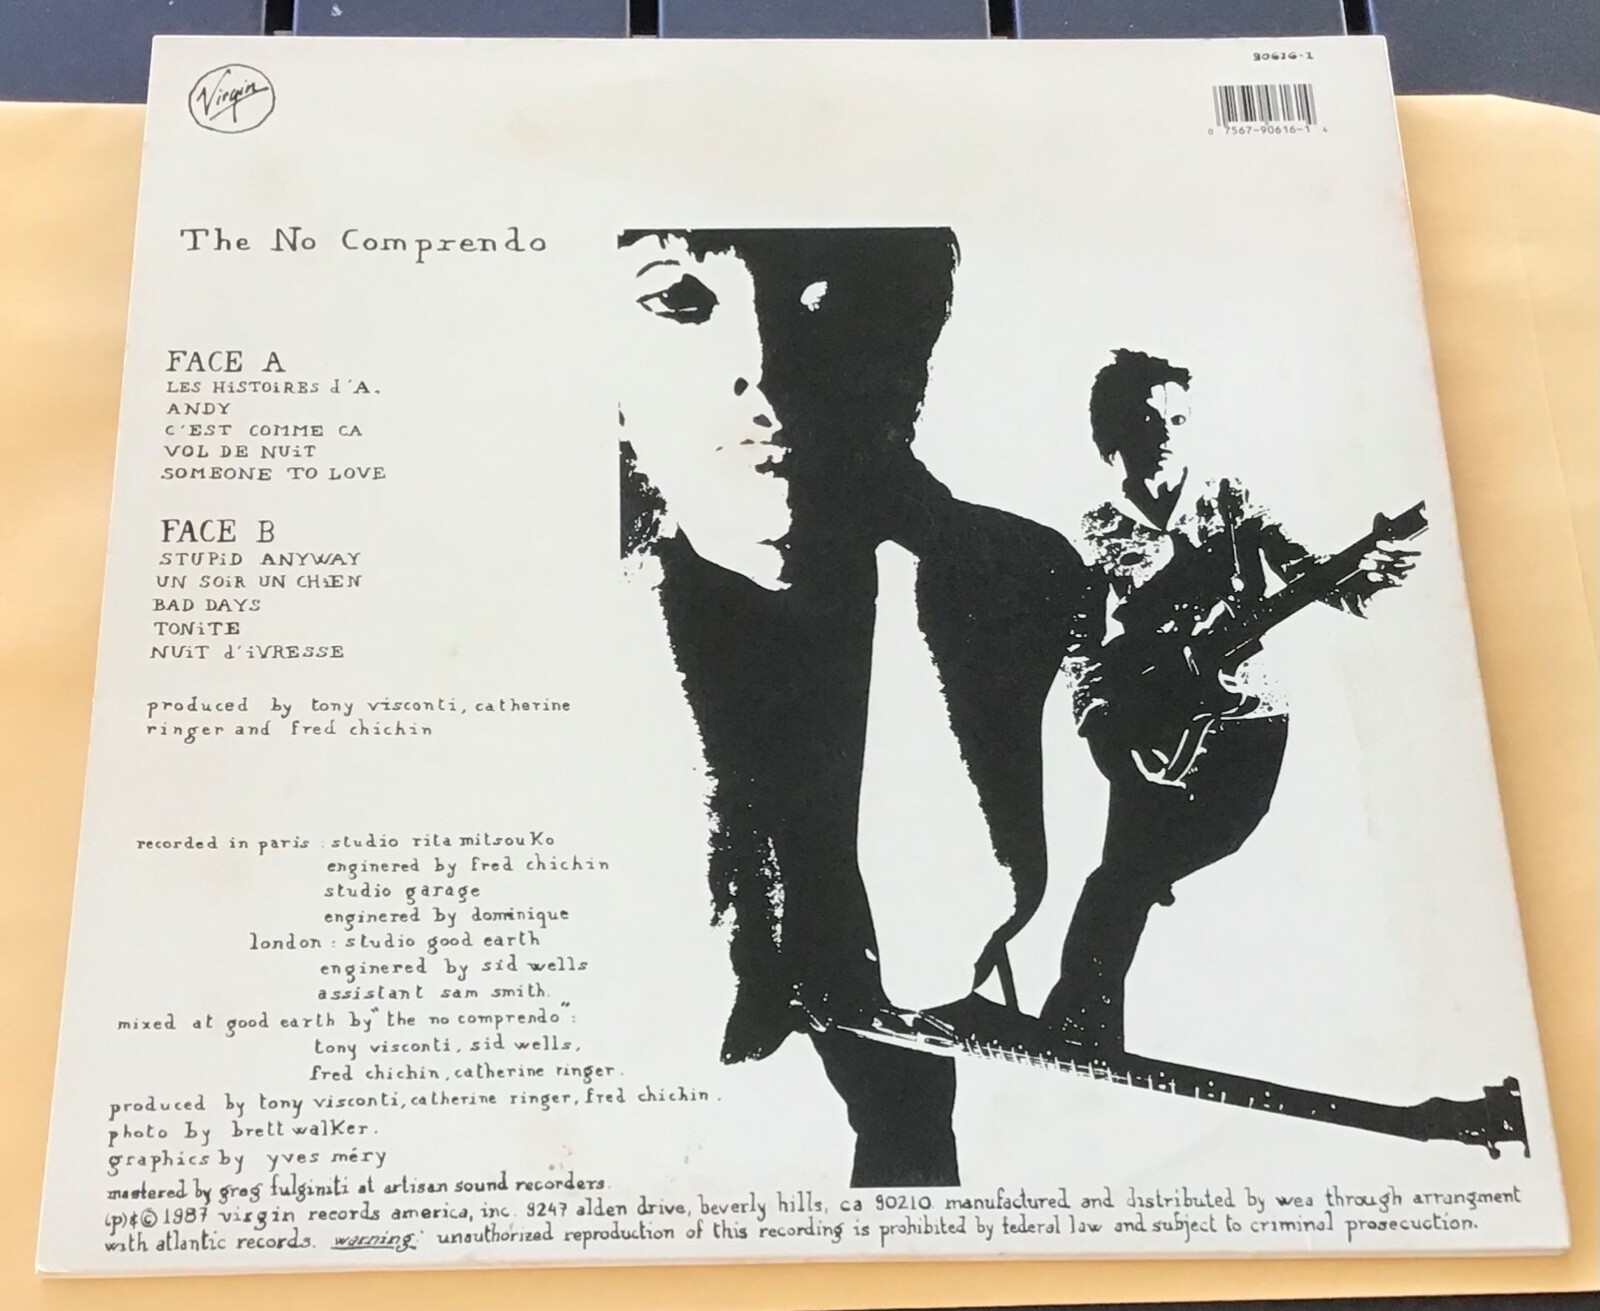 Virgin
90616-1
0 7567-90616-1 4
The No Comprendo
FACE A
LES HiSTOiRES d'A.
ANDY
C'EST COMME CA
VOL DE NUiT
SOMEONE TO LOVE
FACE B
STUPiD ANYWAY
UN SOiR UN CHiEN
BAD DAYS
TONiTE
NUiT d'iVRESSE
produced by tony visconti, catherine
ringer and fred chichin
recorded in paris : studio rita mitsouKo
enginered by fred chichin
studio garage
enginered by dominique
london : studio good earth
enginered by sid wells
assistant sam smith.
mixed at good earth by "the no comprendo":
tony visconti, sid wells,
fred chichin, catherine ringer.
produced by tony visconti, catherine ringer, fred chichin.
photo by brett walKer.
graphics by yves méry
mastered by greg fulginiti at artisan sound recorders.
(p)&© 1987 virgin records america, inc. 9247 alden drive, beverly hills, ca 90210. manufactured and distributed by wea through arrangment
with atlantic records. warning: unauthorized reproduction of this recording is prohibited by federal law and subject to criminal prosecuction.